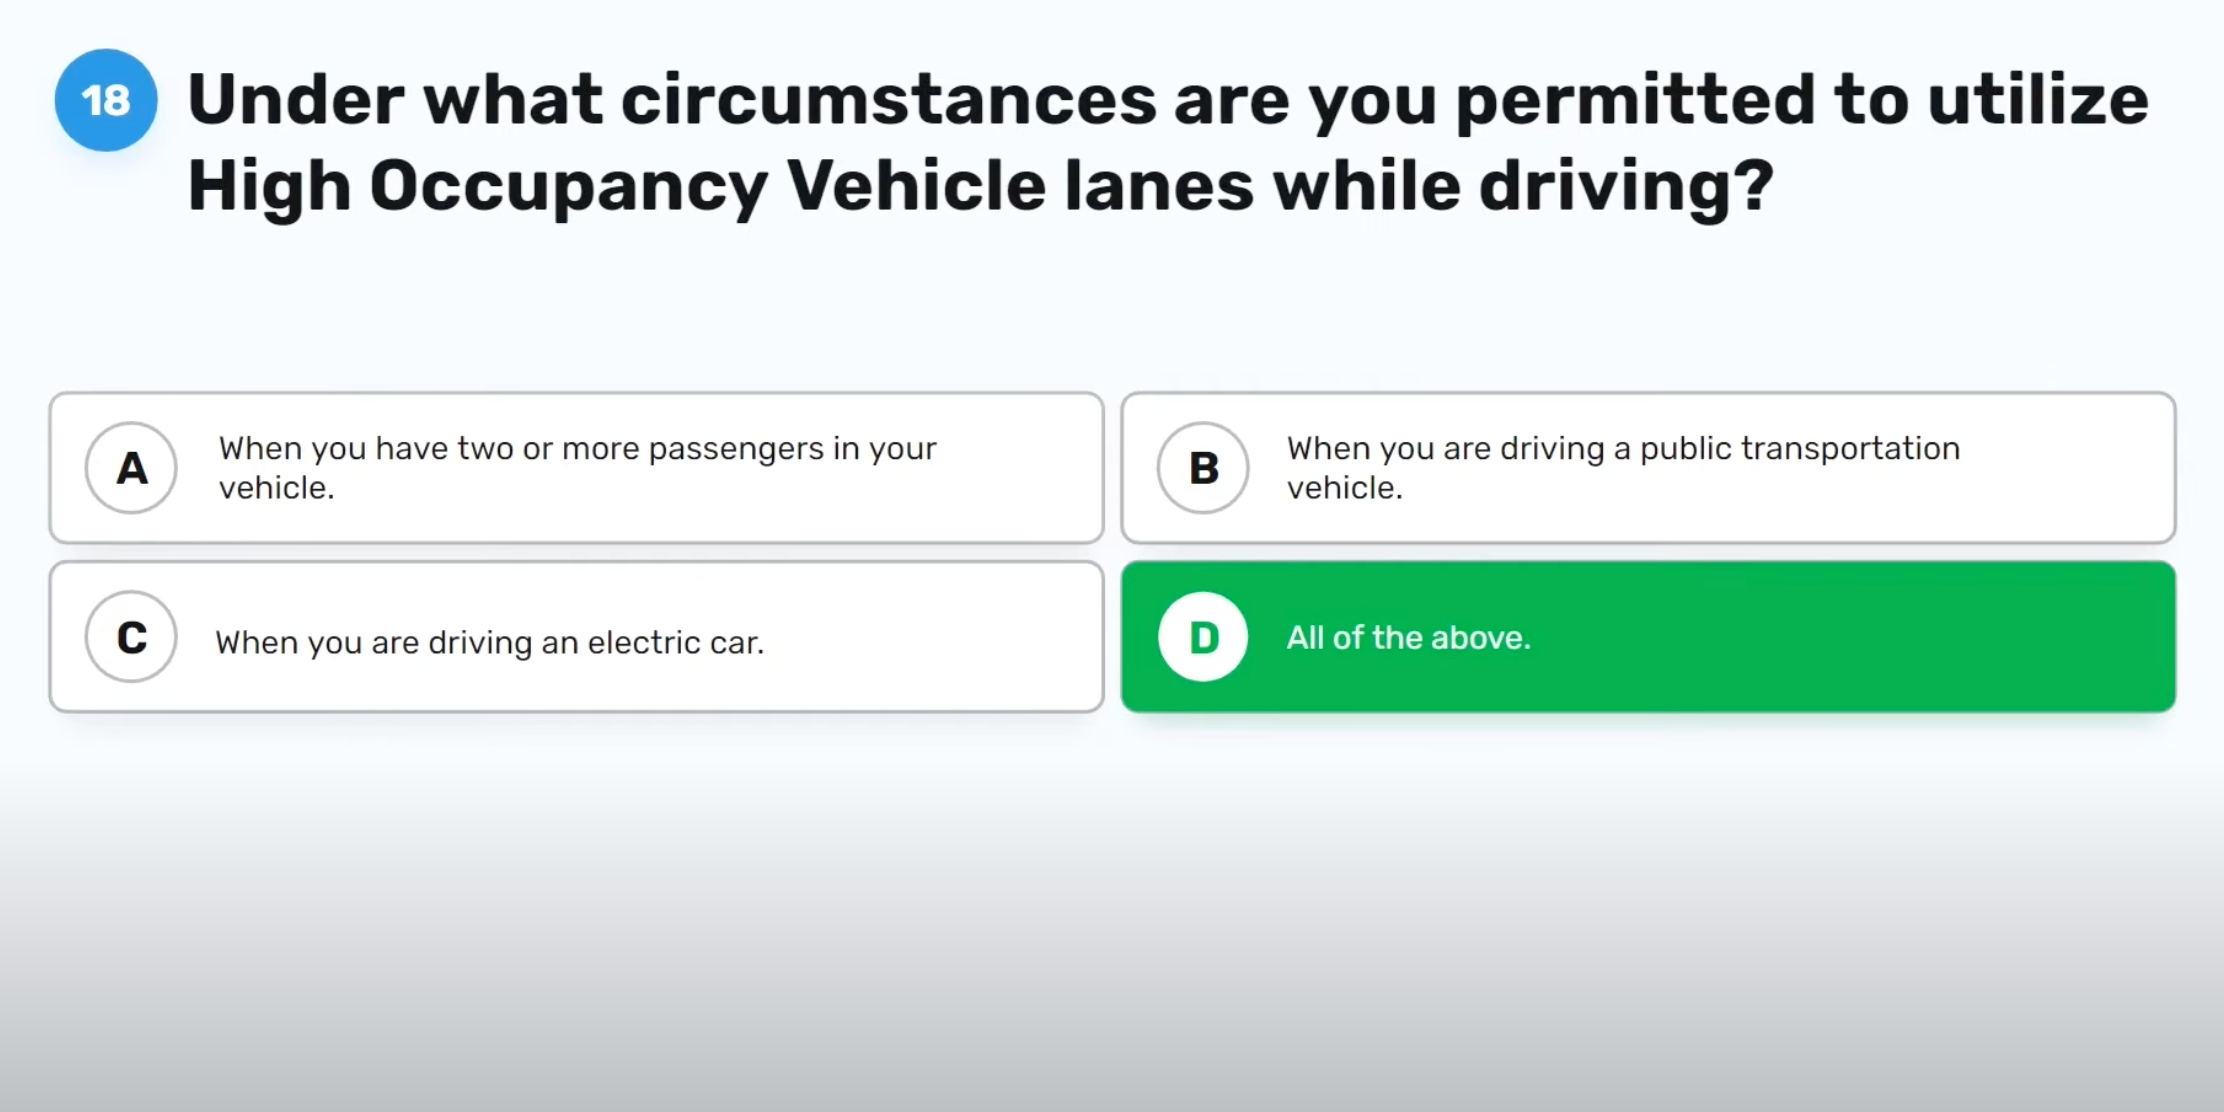 18
Under what circumstances are you permitted to utilize
High Occupancy Vehicle lanes while driving?
A
When you have two or more passengers in your
vehicle.
B
When you are driving a public transportation
vehicle.
C
When you are driving an electric car.
D
All of the above.